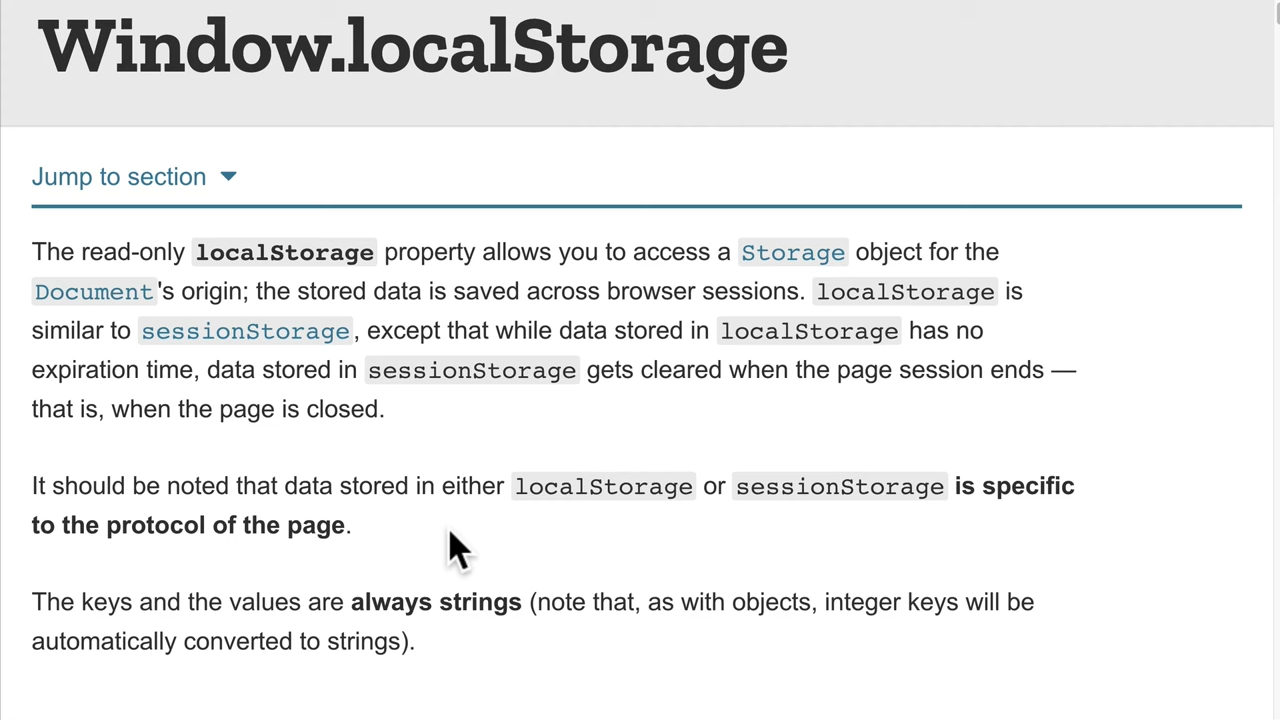 Window.localStorage
Jump to section
The read-only localStorage property allows you to access a Storage object for the
Document's origin; the stored data is saved across browser sessions. localStorage is
similar to sessionStorage, except that while data stored in localStorage has no
expiration time, data stored in sessionStorage gets cleared when the page session ends —
that is, when the page is closed.
It should be noted that data stored in either localStorage or sessionStorage is specific
to the protocol of the page.
The keys and the values are always strings (note that, as with objects, integer keys will be
automatically converted to strings).